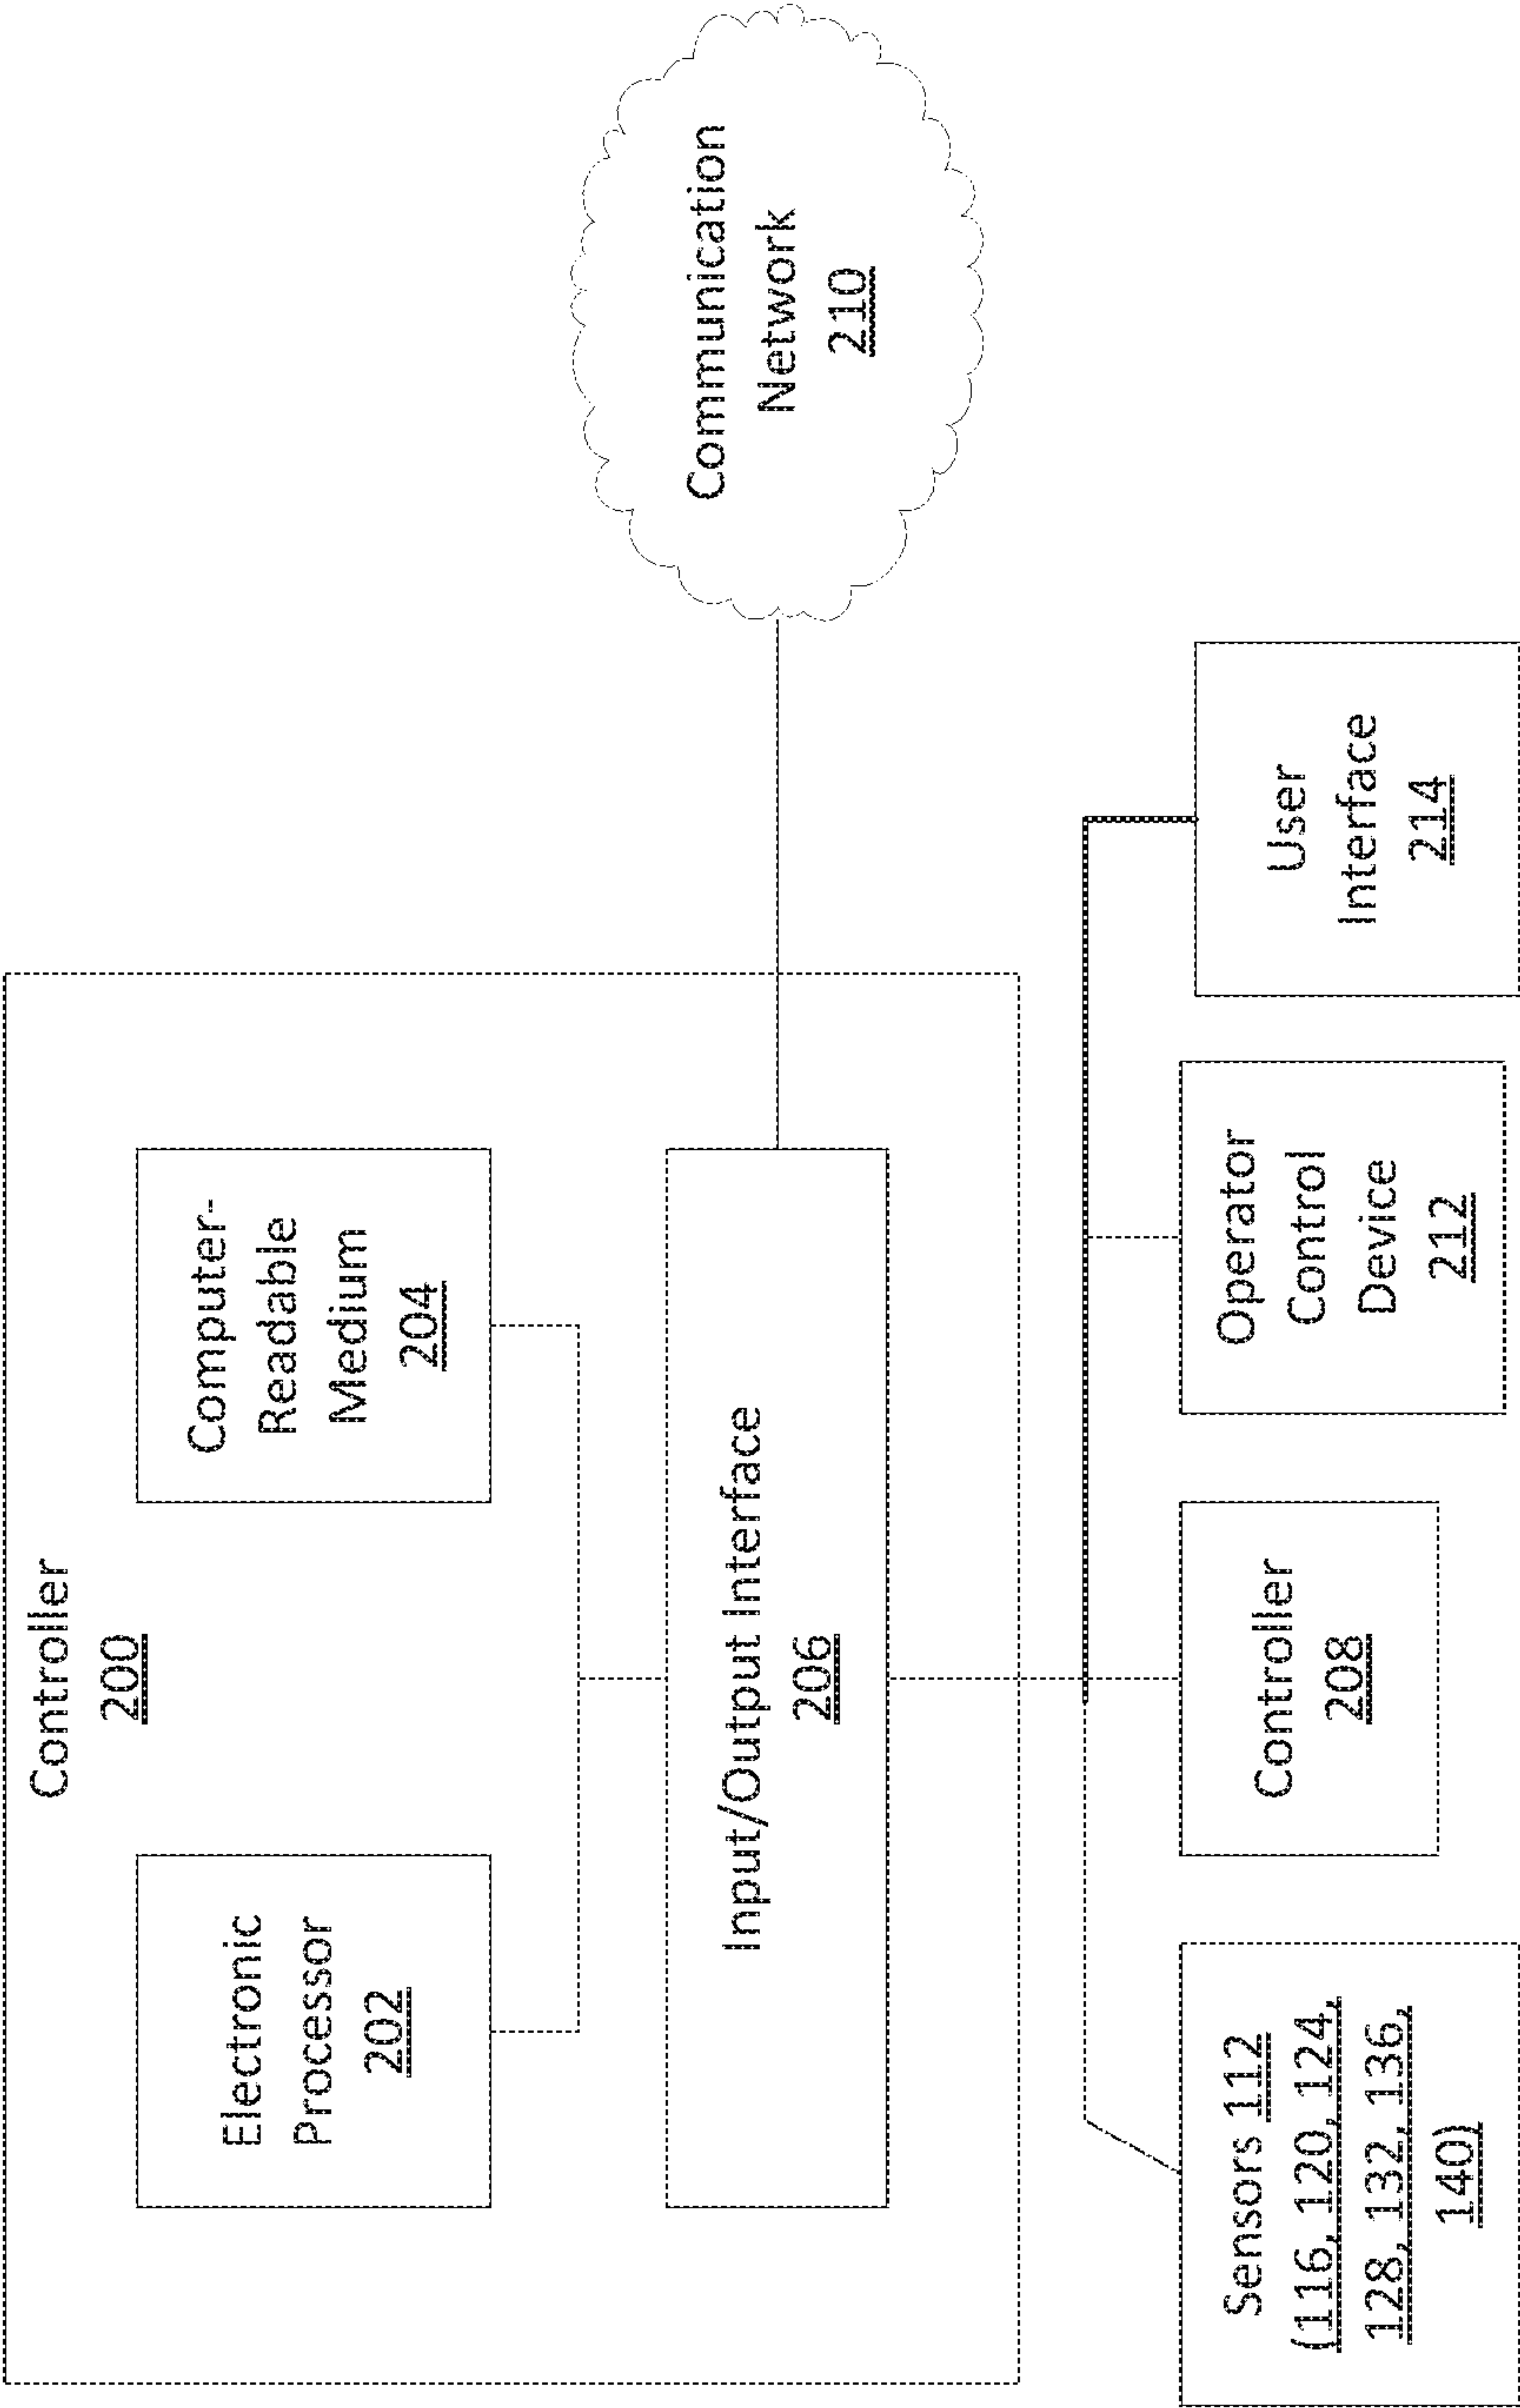 Controller
200
Electronic
Processor
202
Computer-
Readable
Medium
204
Input/Output Interface
206
Communication
Network
210
Sensors 112
(116, 120, 124,
128, 132, 136,
140)
Controller
208
Operator
Control
Device
212
User
Interface
214